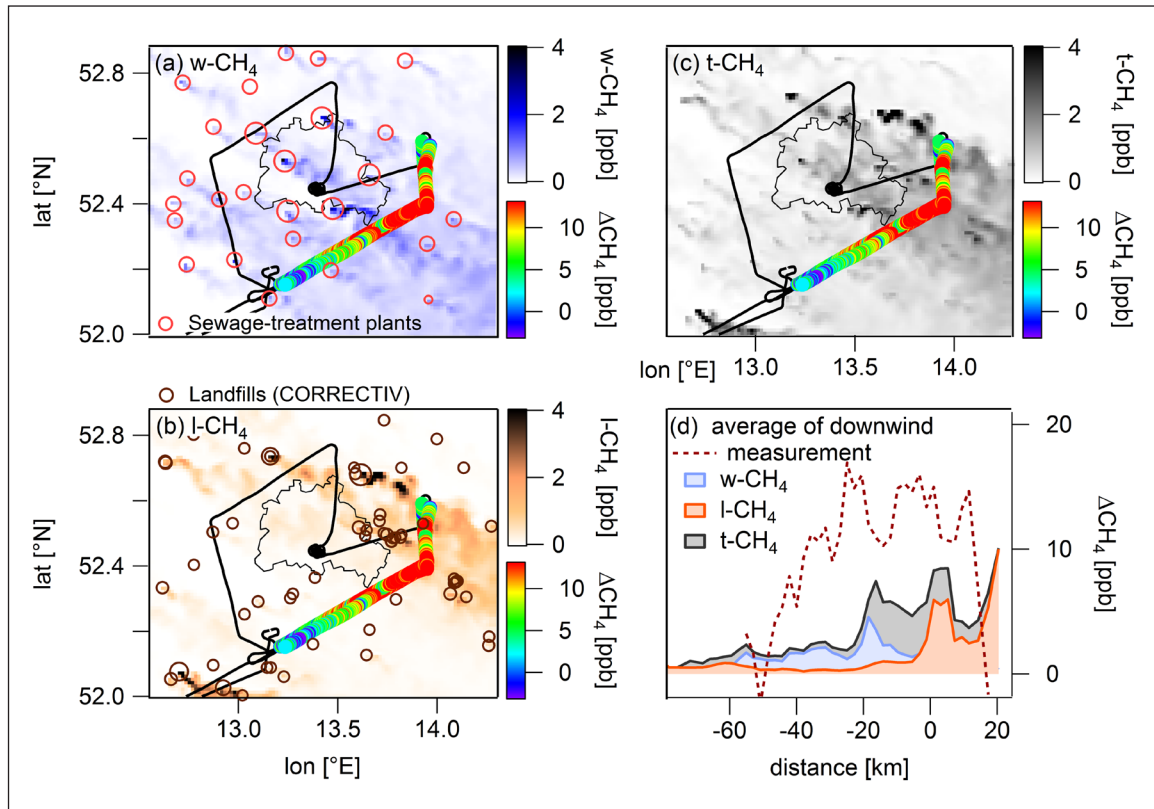 (a) w-CH₄
52.8
52.4
52.0
lat [°N]
Sewage-treatment plants
4
2
0
w-CH₄ [ppb]
10
5
0
ΔCH₄ [ppb]
(c) t-CH₄
4
2
0
t-CH₄ [ppb]
10
5
0
ΔCH₄ [ppb]
lon [°E]
13.0
13.5
14.0
Landfills (CORRECTIV)
(b) l-CH₄
52.8
52.4
52.0
lat [°N]
4
2
0
l-CH₄ [ppb]
10
5
0
ΔCH₄ [ppb]
13.0
13.5
14.0
lon [°E]
(d) average of downwind
measurement
w-CH₄
l-CH₄
t-CH₄
20
10
0
ΔCH₄ [ppb]
-60
-40
-20
0
20
distance [km]